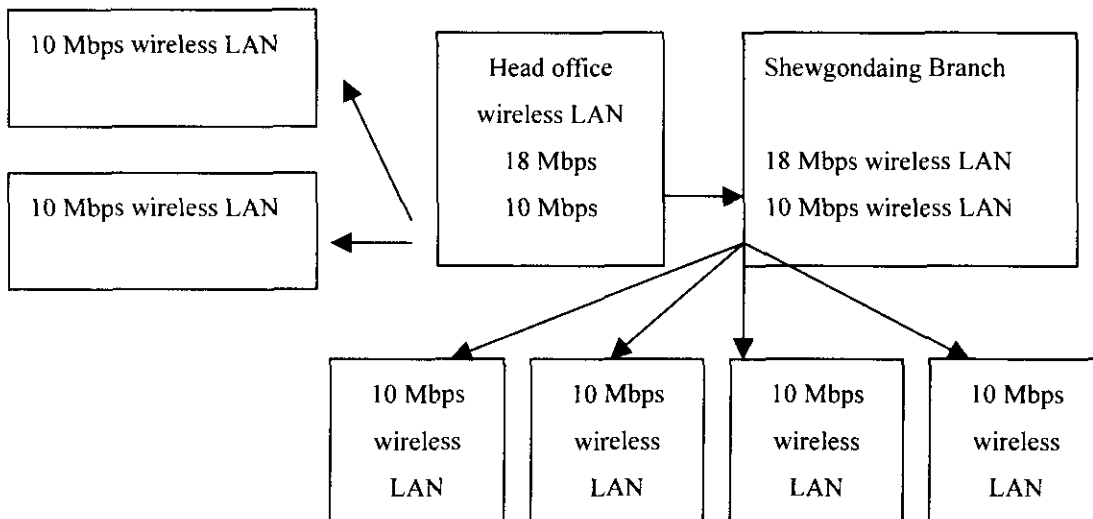 10 Mbps wireless LAN
10 Mbps wireless LAN
Head office
wireless LAN
18 Mbps
10 Mbps
Shewgondaing Branch
18 Mbps wireless LAN
10 Mbps wireless LAN
10 Mbps
wireless
LAN
10 Mbps
wireless
LAN
10 Mbps
wireless
LAN
10 Mbps
wireless
LAN